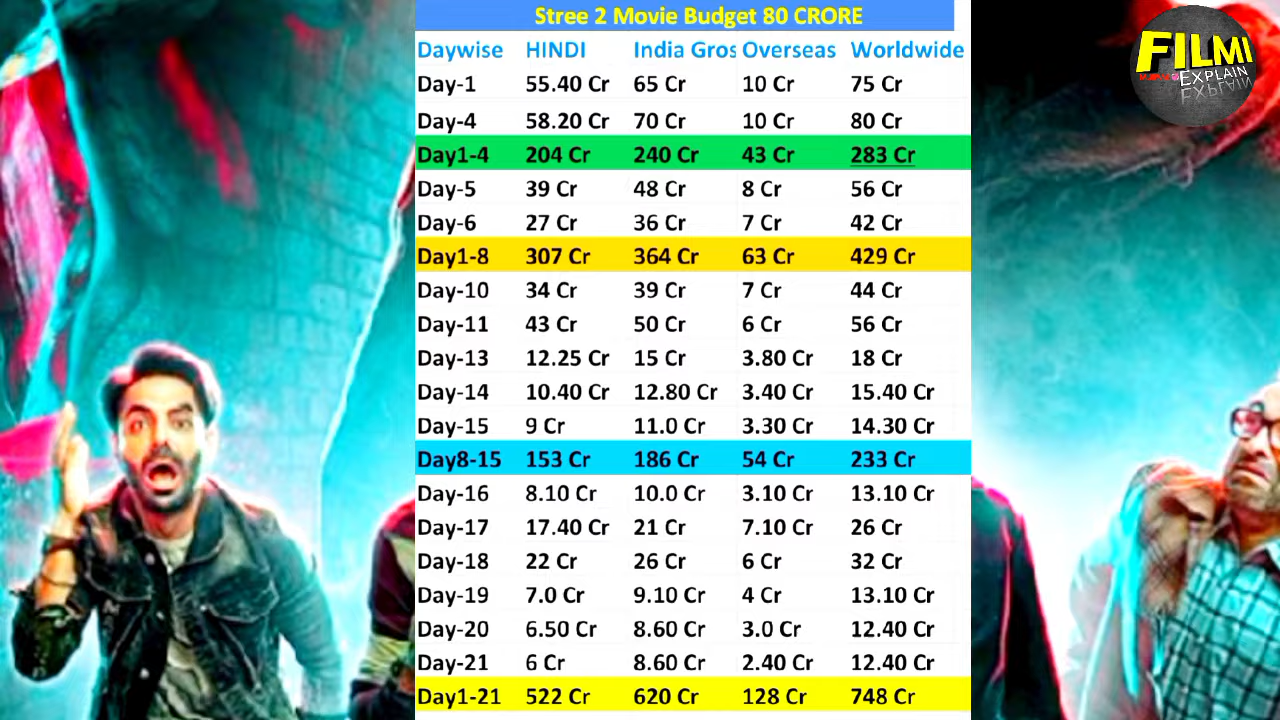 Stree 2 Movie Budget 80 CRORE
Daywise HINDI India Gros Overseas Worldwide
Day-1 55.40 Cr 65 Cr 10 Cr 75 Cr
Day-4 58.20 Cr 70 Cr 10 Cr 80 Cr
Day1-4 204 Cr 240 Cr 43 Cr 283 Cr
Day-5 39 Cr 48 Cr 8 Cr 56 Cr
Day-6 27 Cr 36 Cr 7 Cr 42 Cr
Day1-8 307 Cr 364 Cr 63 Cr 429 Cr
Day-10 34 Cr 39 Cr 7 Cr 44 Cr
Day-11 43 Cr 50 Cr 6 Cr 56 Cr
Day-13 12.25 Cr 15 Cr 3.80 Cr 18 Cr
Day-14 10.40 Cr 12.80 Cr 3.40 Cr 15.40 Cr
Day-15 9 Cr 11.0 Cr 3.30 Cr 14.30 Cr
Day8-15 153 Cr 186 Cr 54 Cr 233 Cr
Day-16 8.10 Cr 10.0 Cr 3.10 Cr 13.10 Cr
Day-17 17.40 Cr 21 Cr 7.10 Cr 26 Cr
Day-18 22 Cr 26 Cr 6 Cr 32 Cr
Day-19 7.0 Cr 9.10 Cr 4 Cr 13.10 Cr
Day-20 6.50 Cr 8.60 Cr 3.0 Cr 12.40 Cr
Day-21 6 Cr 8.60 Cr 2.40 Cr 12.40 Cr
Day1-21 522 Cr 620 Cr 128 Cr 748 Cr
FILMI
EXPLAIN